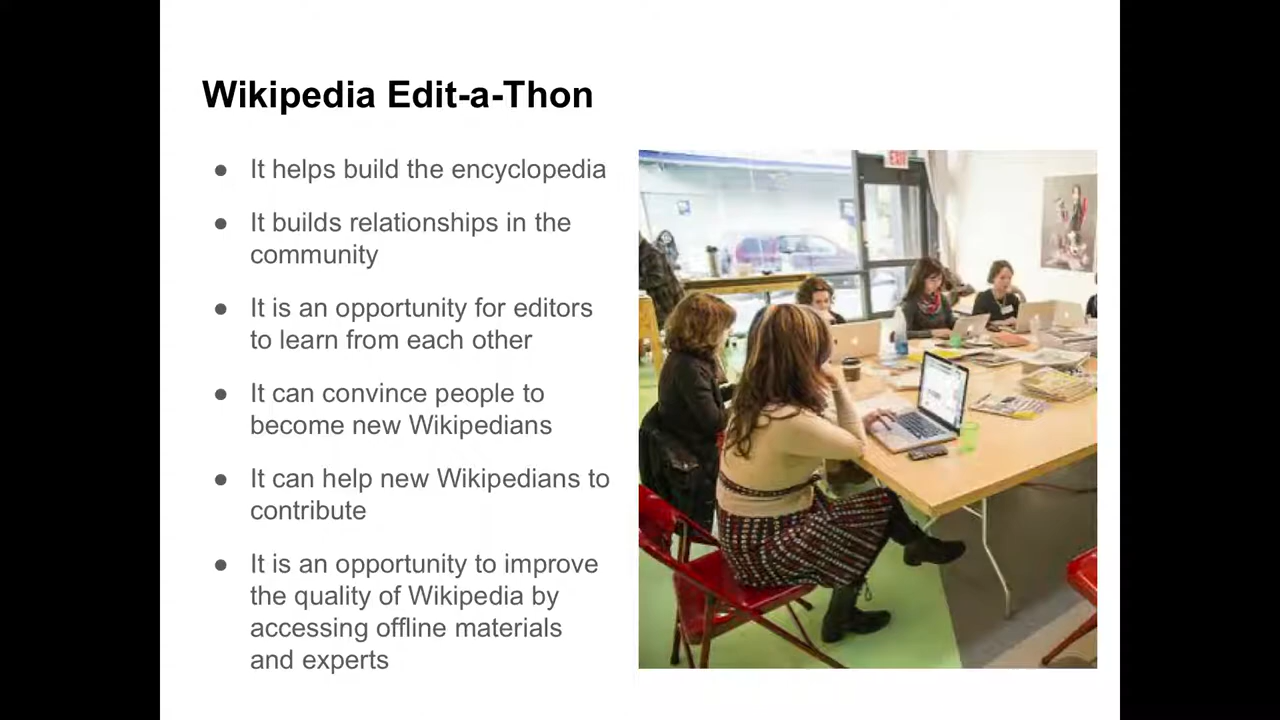 Wikipedia Edit-a-Thon
● It helps build the encyclopedia
● It builds relationships in the
community
● It is an opportunity for editors
to learn from each other
● It can convince people to
become new Wikipedians
● It can help new Wikipedians to
contribute
● It is an opportunity to improve
the quality of Wikipedia by
accessing offline materials
and experts
EXIT